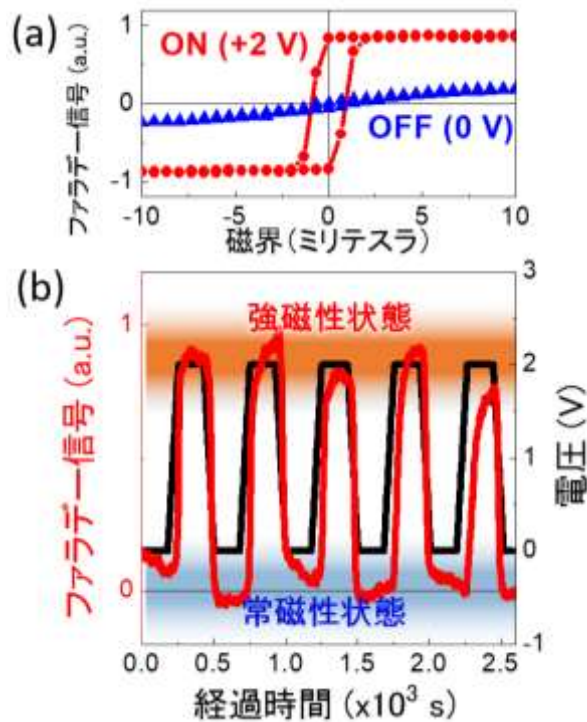 (a)
ファラデー信号 (a.u.)
1
0
-1
ON (+2 V)
OFF (0 V)
-10
-5
0
5
10
磁界(ミリテスラ)
(b)
ファラデー信号 (a.u.)
1
0
強磁性状態
常磁性状態
3
2
1
0
-1
電圧 (V)
0.0
0.5
1.0
1.5
2.0
2.5
経過時間 (x10³ s)